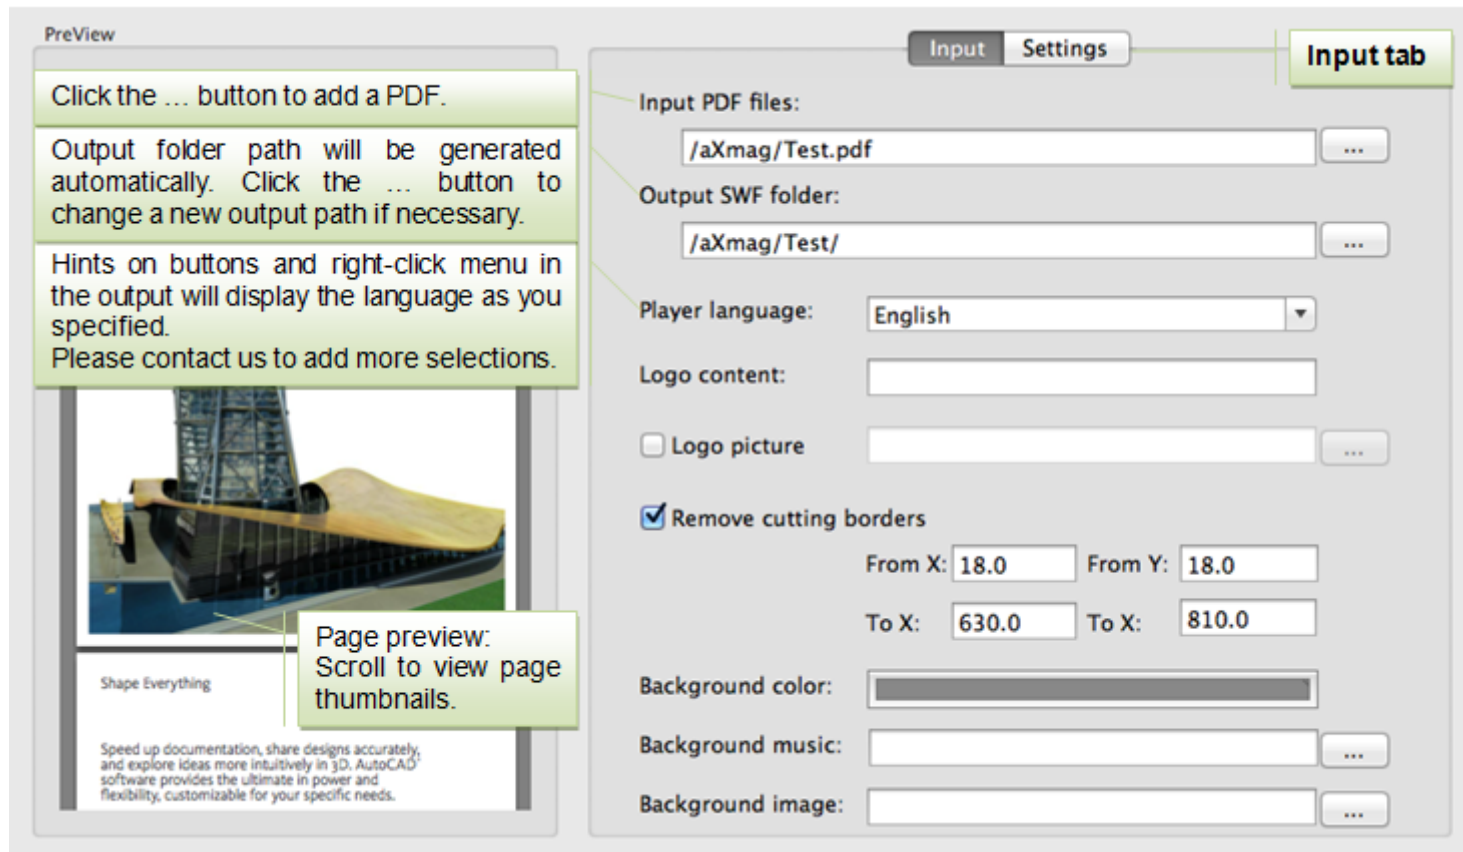 PreView
Input Settings
Input tab
Click the ... button to add a PDF.
Output folder path will be generated
automatically. Click the ... button to
change a new output path if necessary.
Hints on buttons and right-click menu in
the output will display the language as you
specified.
Please contact us to add more selections.
Page preview:
Scroll to view page
thumbnails.
Shape Everything
Speed up documentation, share designs accurately,
and explore ideas more intuitively in 3D. AutoCAD
software provides the ultimate in power and
flexibility, customizable for your specific needs.
Input PDF files:
/aXmag/Test.pdf ...
Output SWF folder:
/aXmag/Test/ ...
Player language: English
Logo content:
Logo picture ...
Remove cutting borders
From X: 18.0 From Y: 18.0
To X: 630.0 To X: 810.0
Background color:
Background music: ...
Background image: ...